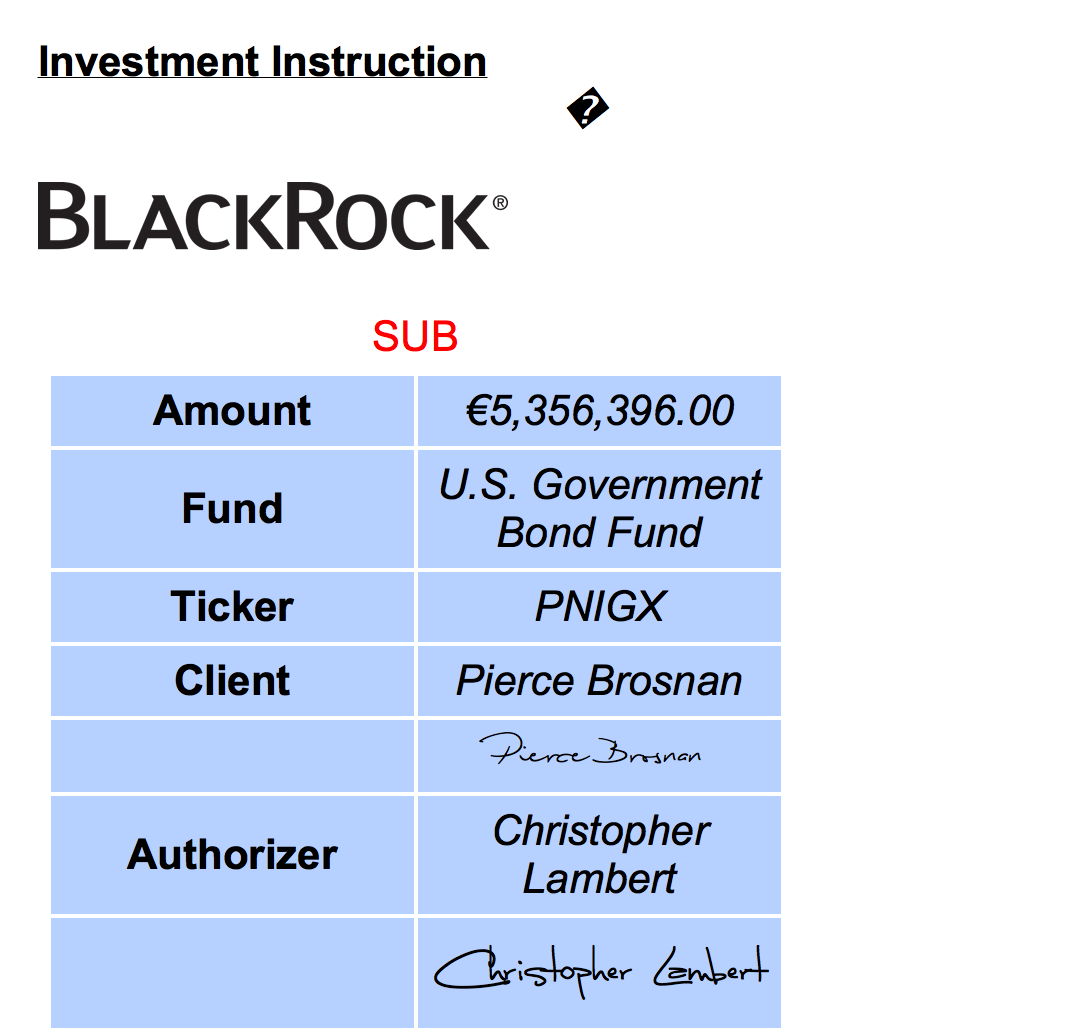 Investment Instruction
�
BLACKROCK®
SUB
Amount €5,356,396.00
Fund U.S. Government
Bond Fund
Ticker PNIGX
Client Pierce Brosnan
Pierce Brosnan
Authorizer Christopher
Lambert
Christopher Lambert